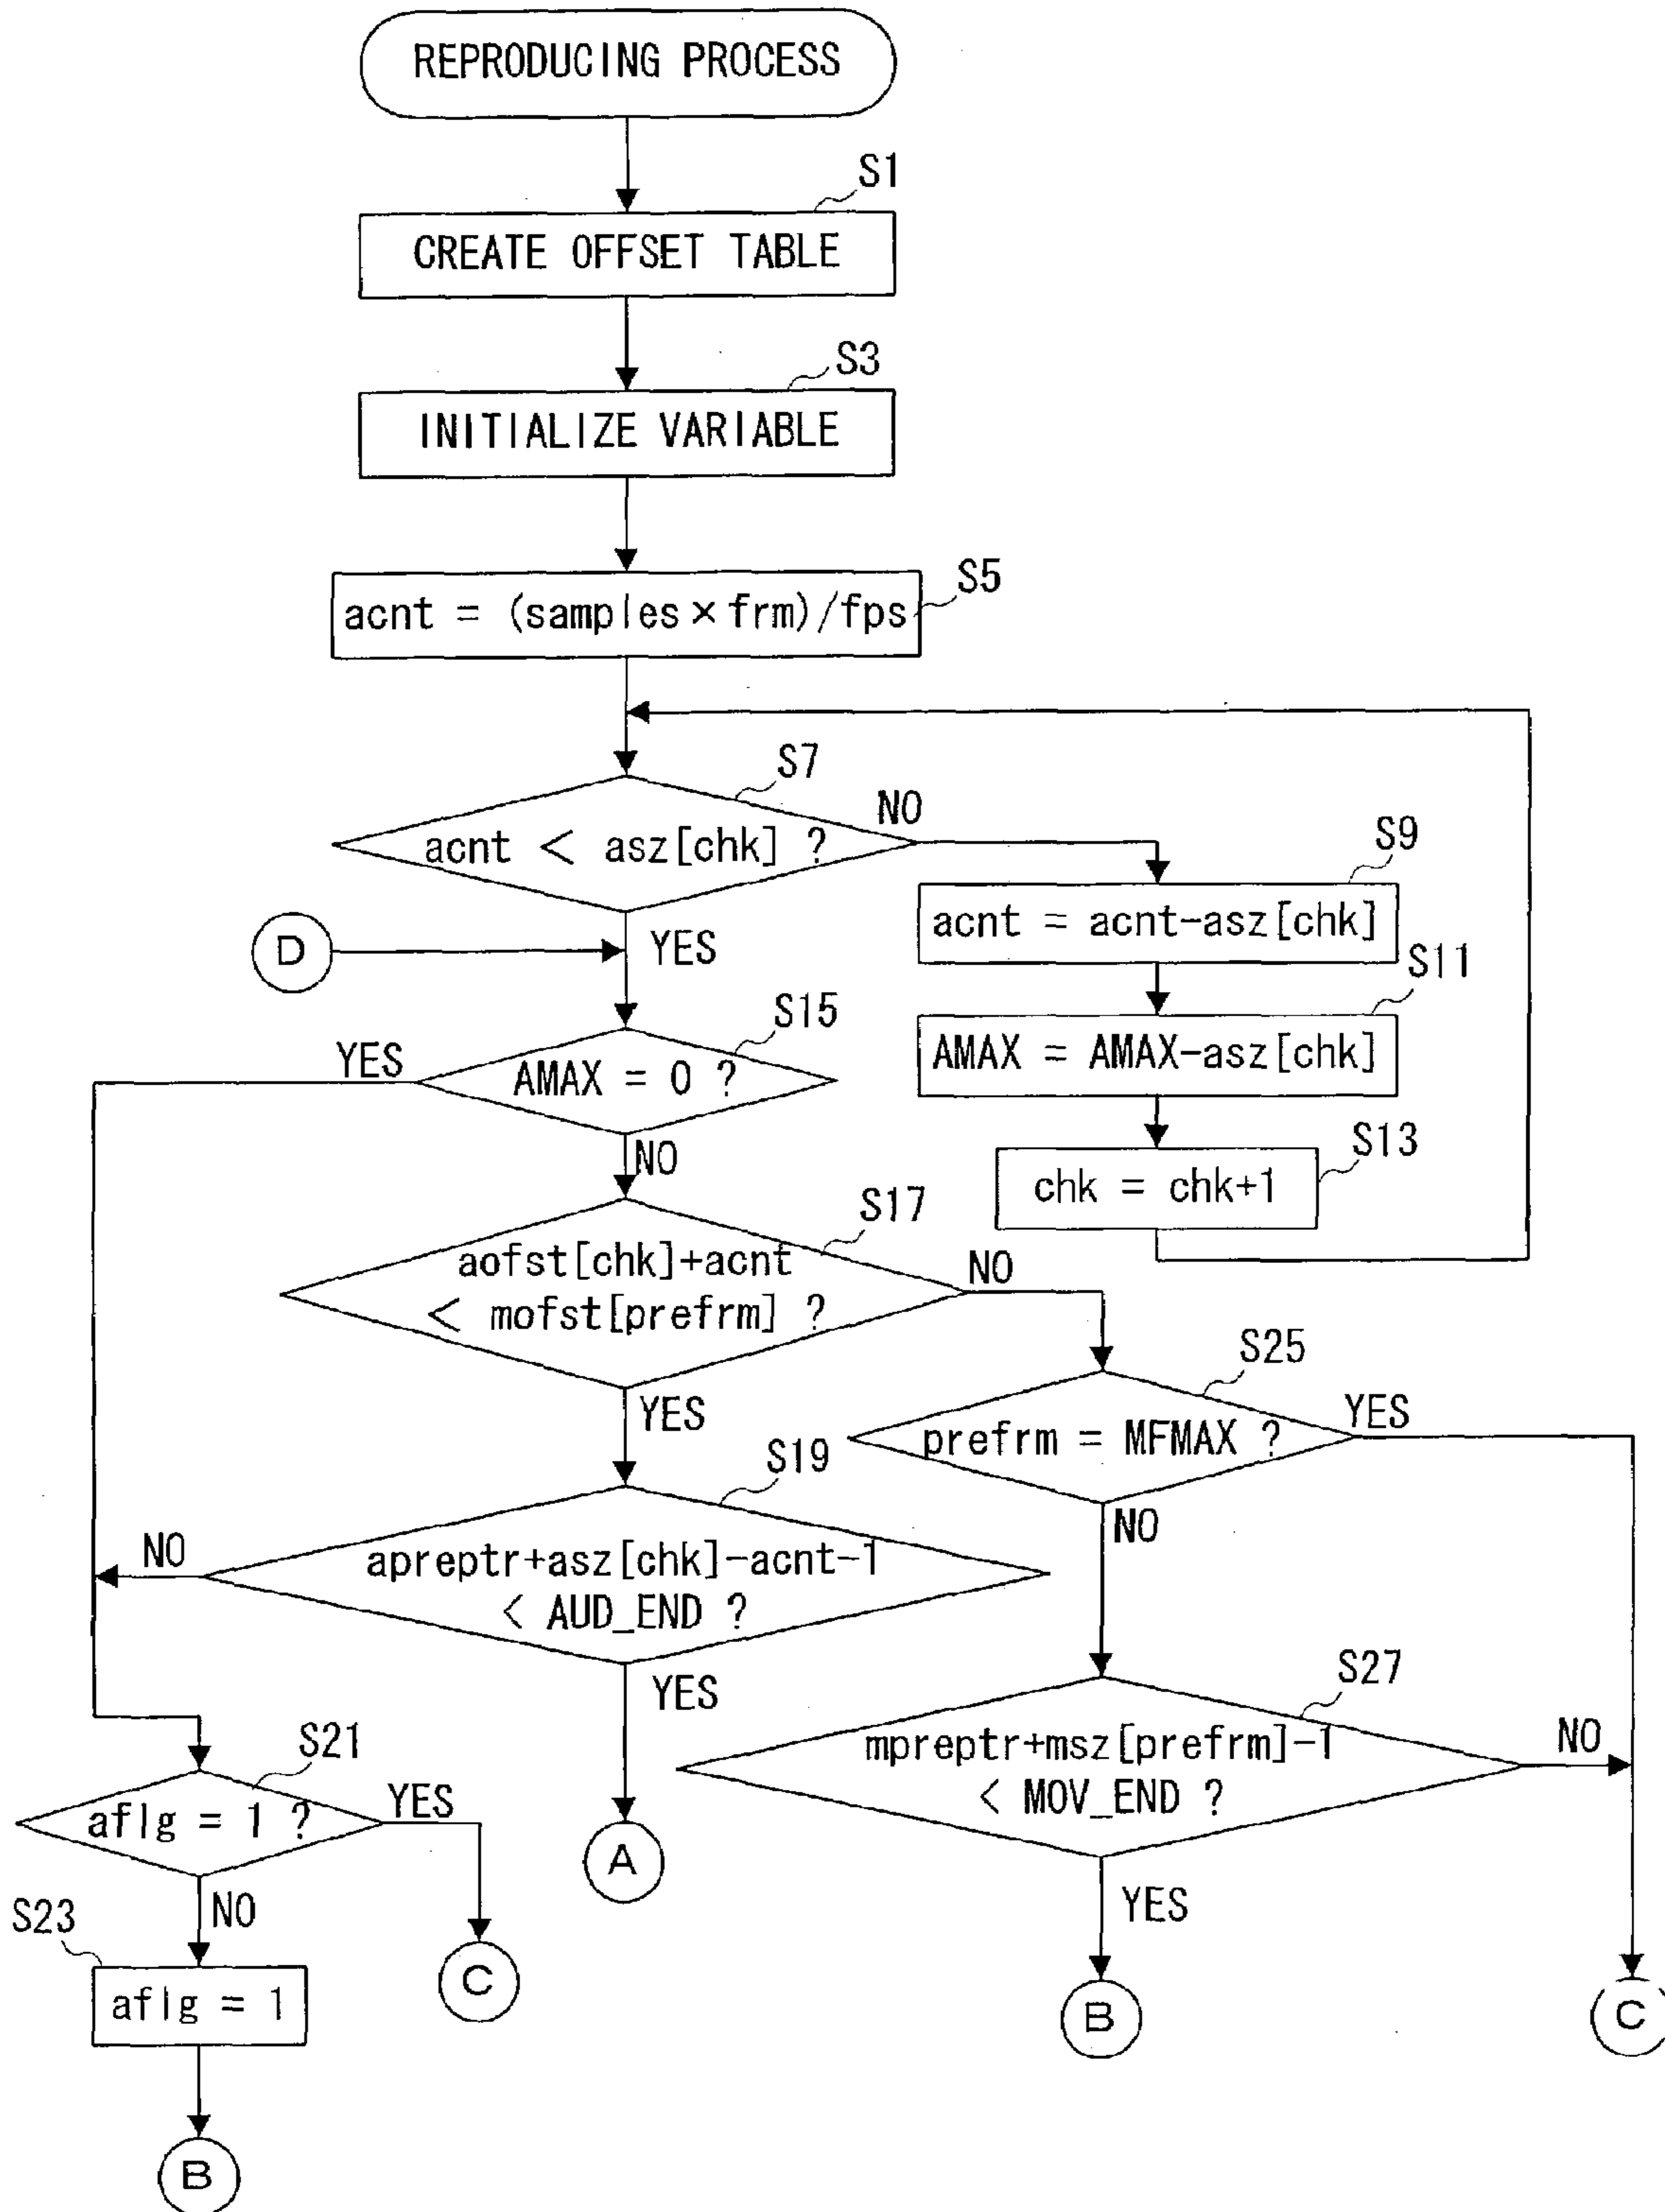 REPRODUCING PROCESS
S1
CREATE OFFSET TABLE
S3
INITIALIZE VARIABLE
S5
acnt = (samples×frm)/fps
S7
acnt < asz[chk] ?
NO
S9
acnt = acnt-asz[chk]
D
YES
S11
AMAX = AMAX-asz[chk]
S15
YES
AMAX = 0 ?
S13
chk = chk+1
NO
S17
aofst[chk]+acnt
< mofst[prefrm] ?
NO
S25
YES
prefrm = MFMAX ?
YES
S19
NO
NO
apreptr+asz[chk]-acnt-1
< AUD_END ?
S27
YES
mpreptr+msz[prefrm]-1
< MOV_END ?
NO
S21
aflg = 1 ?
YES
A
S23
NO
YES
aflg = 1
C
B
C
B